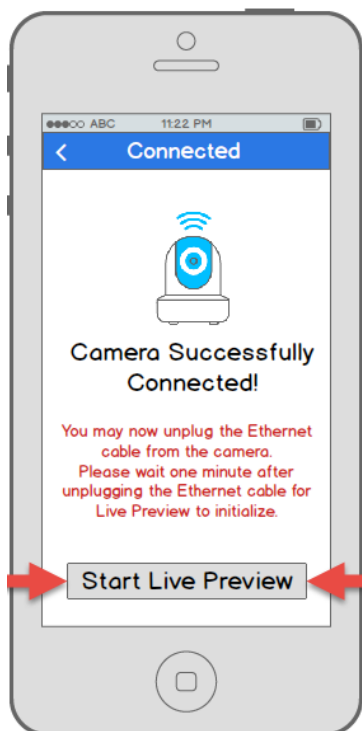 ABC 11:22 PM
Connected
Camera Successfully
Connected!
You may now unplug the Ethernet
cable from the camera.
Please wait one minute after
unplugging the Ethernet cable for
Live Preview to initialize.
Start Live Preview